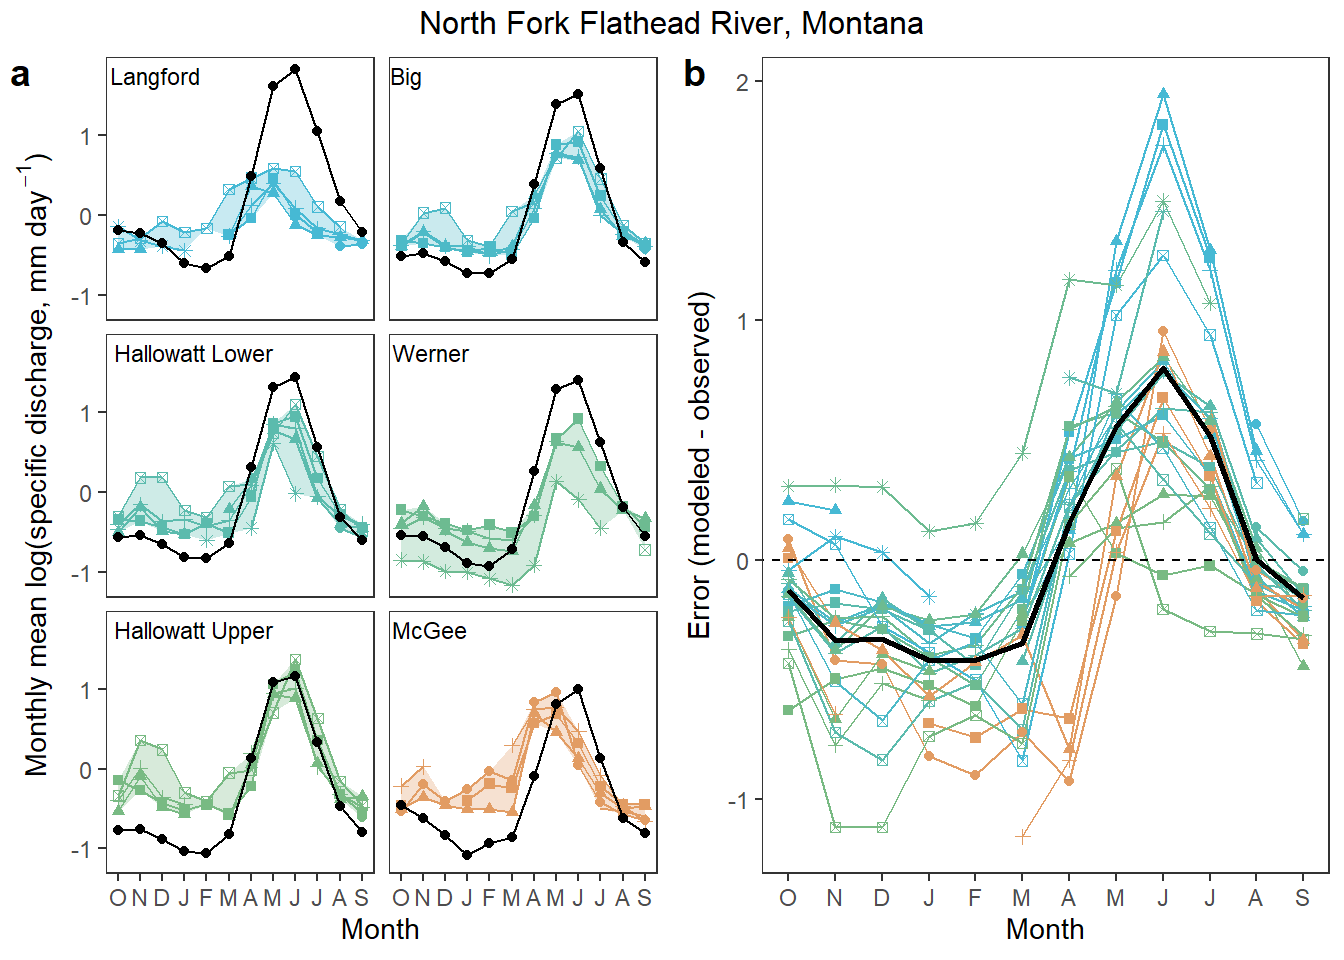 North Fork Flathead River, Montana
a
Monthly mean log(specific discharge, mm day⁻¹)
Langford
Big
1
0
-1
Hallowatt Lower
Werner
1
0
-1
Hallowatt Upper
McGee
1
0
-1
O N D J F M A M J J A S
O N D J F M A M J J A S
Month
b
Error (modeled - observed)
2
1
0
-1
O N D J F M A M J J A S
Month